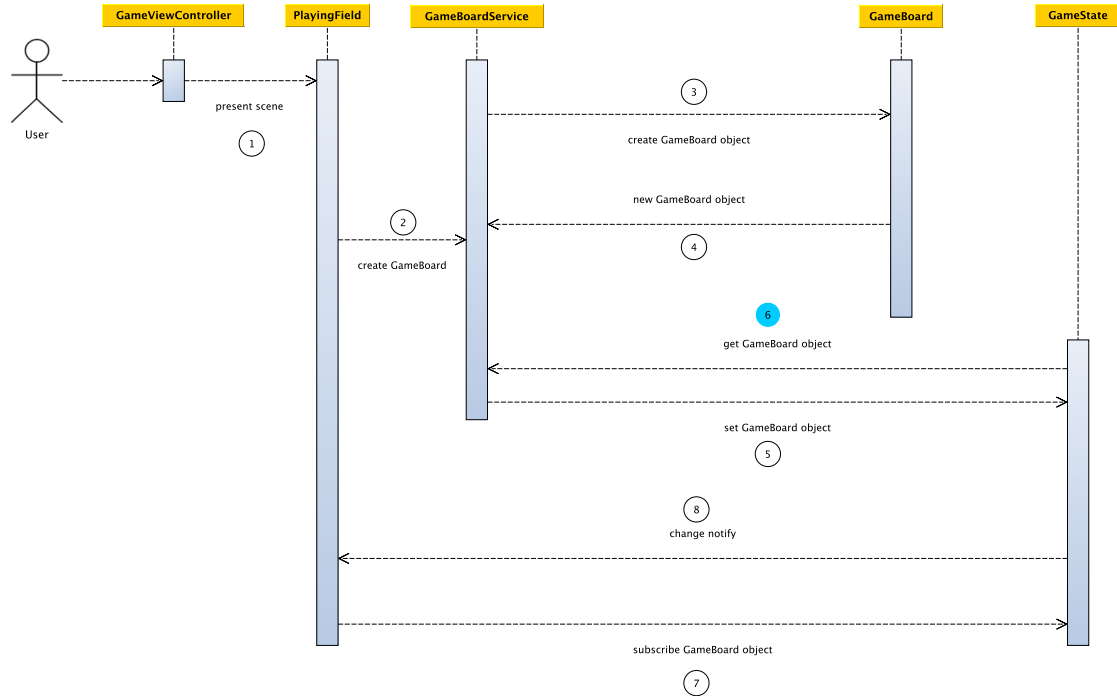 GameViewController
PlayingField
GameBoardService
GameBoard
GameState
User
present scene
1
3
create GameBoard object
new GameBoard object
4
2
create GameBoard
6
get GameBoard object
set GameBoard object
5
8
change notify
subscribe GameBoard object
7